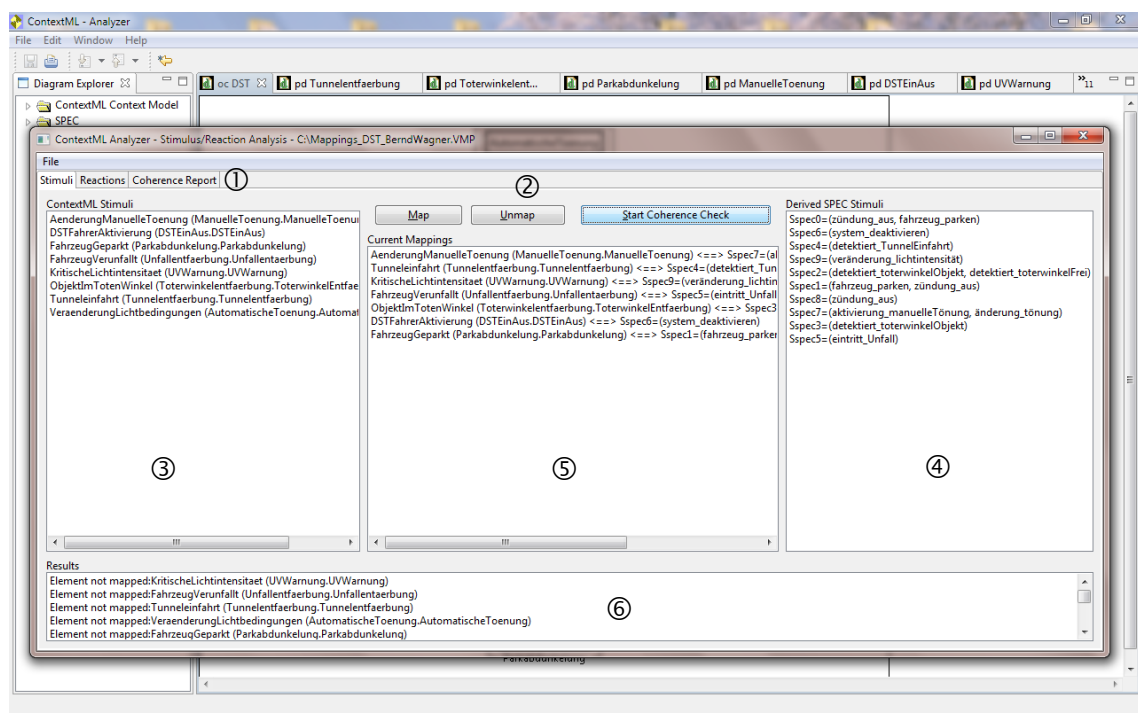 ContextML - Analyzer
File Edit Window Help
Diagram Explorer
oc DST
pd Tunnelentfaerbung
pd Toterwinkelent...
pd Parkabdunkelung
pd ManuelleToenung
pd DSTEinAus
pd UVWarnung
»11
ContextML Context Model
SPEC
ContextML Analyzer - Stimulus/Reaction Analysis - C:\Mappings_DST_BerndWagner.VMP
File
Stimuli Reactions Coherence Report ①
②
ContextML Stimuli
AenderungManuelleToenung (ManuelleToenung.ManuelleToenun
DSTFahrerAktivierung (DSTEinAus.DSTEinAus)
FahrzeugGeparkt (Parkabdunkelung.Parkabdunkelung)
FahrzeugVerunfallt (Unfallentfaerbung.Unfallentaerbung)
KritischeLichtintensitaet (UVWarnung.UVWarnung)
ObjektImTotenWinkel (Toterwinkelentfaerbung.ToterwinkelEntfae
Tunneleinfahrt (Tunnelentfaerbung.Tunnelentfaerbung)
VeraenderungLichtbedingungen (AutomatischeToenung.Automat
③
Map Unmap Start Coherence Check
Current Mappings
AenderungManuelleToenung (ManuelleToenung.ManuelleToenung) <==> Sspec7=(al
Tunneleinfahrt (Tunnelentfaerbung.Tunnelentfaerbung) <==> Sspec4=(detektiert_Tun
KritischeLichtintensitaet (UVWarnung.UVWarnung) <==> Sspec9=(veränderung_lichtin
FahrzeugVerunfallt (Unfallentfaerbung.Unfallentaerbung) <==> Sspec5=(eintritt_Unfall
ObjektImTotenWinkel (Toterwinkelentfaerbung.ToterwinkelEntfaerbung) <==> Sspec3
DSTFahrerAktivierung (DSTEinAus.DSTEinAus) <==> Sspec6=(system_deaktivieren)
FahrzeugGeparkt (Parkabdunkelung.Parkabdunkelung) <==> Sspec1=(fahrzeug_parken
⑤
Derived SPEC Stimuli
Sspec0=(zündung_aus, fahrzeug_parken)
Sspec6=(system_deaktivieren)
Sspec4=(detektiert_TunnelEinfahrt)
Sspec9=(veränderung_lichtintensität)
Sspec2=(detektiert_toterwinkelObjekt, detektiert_toterwinkelFrei)
Sspec1=(fahrzeug_parken, zündung_aus)
Sspec8=(zündung_aus)
Sspec7=(aktivierung_manuelleTönung, änderung_tönung)
Sspec3=(detektiert_toterwinkelObjekt)
Sspec5=(eintritt_Unfall)
④
Results
Element not mapped:KritischeLichtintensitaet (UVWarnung.UVWarnung)
Element not mapped:FahrzeugVerunfallt (Unfallentfaerbung.Unfallentaerbung)
Element not mapped:Tunneleinfahrt (Tunnelentfaerbung.Tunnelentfaerbung)
Element not mapped:VeraenderungLichtbedingungen (AutomatischeToenung.AutomatischeToenung)
Element not mapped:FahrzeugGeparkt (Parkabdunkelung.Parkabdunkelung)
⑥
Parkabdunkelung